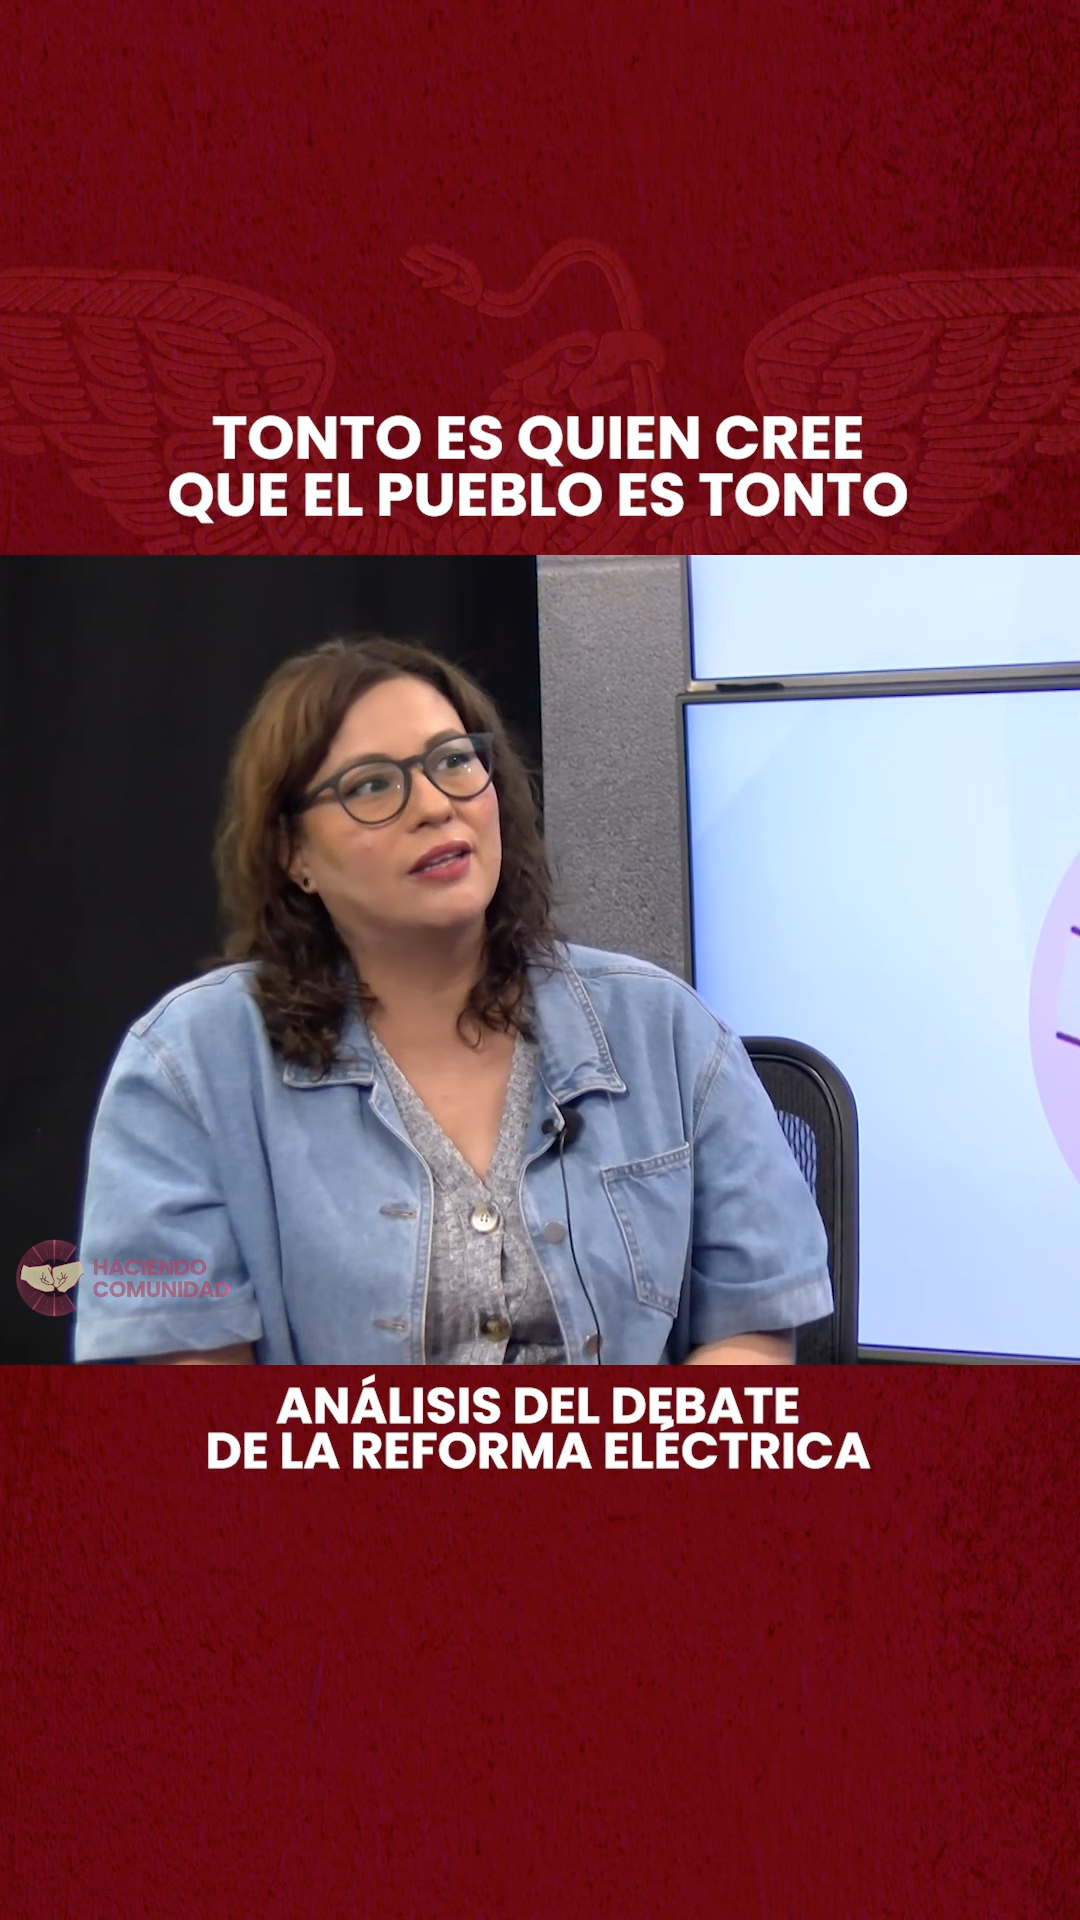 TONTO ES QUIEN CREE
QUE EL PUEBLO ES TONTO
HACIENDO
COMUNIDAD
ANÁLISIS DEL DEBATE
DE LA REFORMA ELÉCTRICA